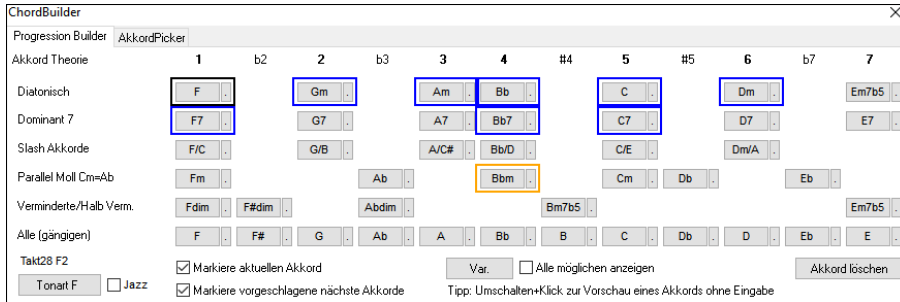 ChordBuilder
Progression Builder AkkordPicker
Akkord Theorie 1 b2 2 b3 3 4 #4 5 #5 6 b7 7
Diatonisch F . Gm . Am . Bb . C . Dm . Em7b5 .
Dominant 7 F7 . G7 . A7 . Bb7 . C7 . D7 . E7 .
Slash Akkorde F/C . G/B . A/C# . Bb/D . C/E . Dm/A .
Parallel Moll Cm=Ab Fm . Ab . Bbm . Cm . Db . Eb .
Verminderte/Halb Verm. Fdim . F#dim . Abdim . Bm7b5 . Em7b5 .
Alle (gängigen) F . F# . G . Ab . A . Bb . B . C . Db . D . Eb . E .
Takt28 F2 Markiere aktuellen Akkord Var. Alle möglichen anzeigen Akkord löschen
Tonart F Jazz Markiere vorgeschlagene nächste Akkorde Tipp: Umschalten+Klick zur Vorschau eines Akkords ohne Eingabe